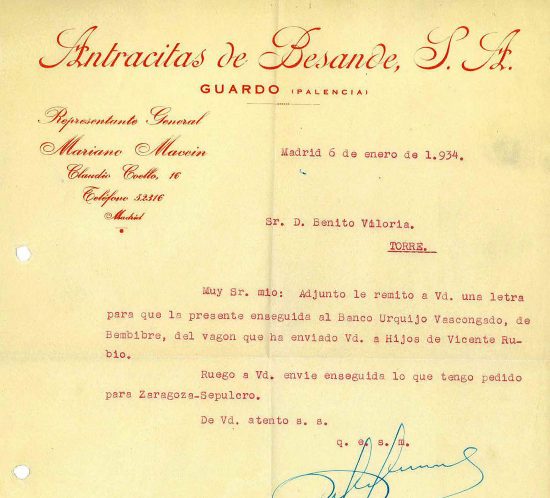 Antracitas de Besande, S. A.
GUARDO (PALENCIA)
Representante General
Mariano Maccin
Claudio Coello, 16
Teléfono 52316
Madrid
Madrid 6 de enero de 1.934.
Sr. D. Benito Viloria.
TORRE.
Muy Sr. mio: Adjunto le remito a Vd. una letra
para que la presente enseguida al Banco Urquijo Vascongado, de
Bembibre, del vagon que ha enviado Vd. a Hijos de Vicente Ru-
bio.
Ruego a Vd. envie enseguida lo que tengo pedido
para Zaragoza-Sepulcro.
De Vd. atento s. s.
q. e. s. m.